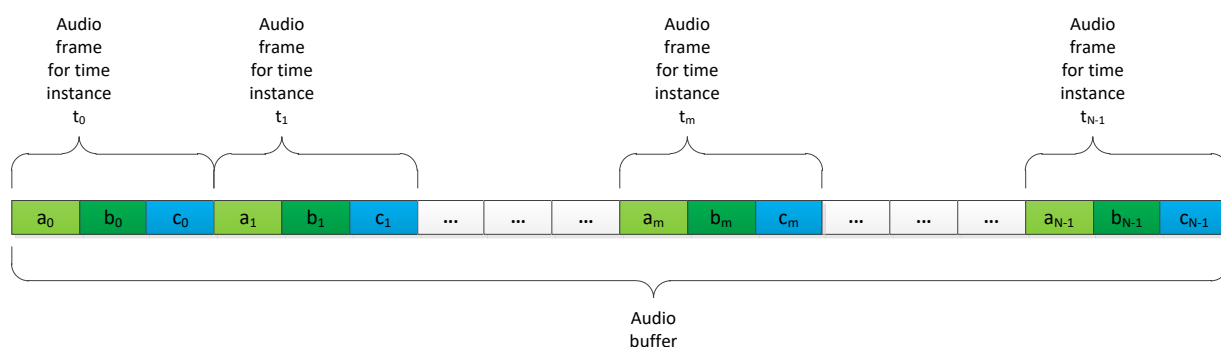 Audio
frame
for time
instance
t0
Audio
frame
for time
instance
t1
Audio
frame
for time
instance
tm
Audio
frame
for time
instance
tN-1
a0 b0 c0 a1 b1 c1 ... ... ... am bm cm ... ... ... aN-1 bN-1 cN-1
Audio
buffer